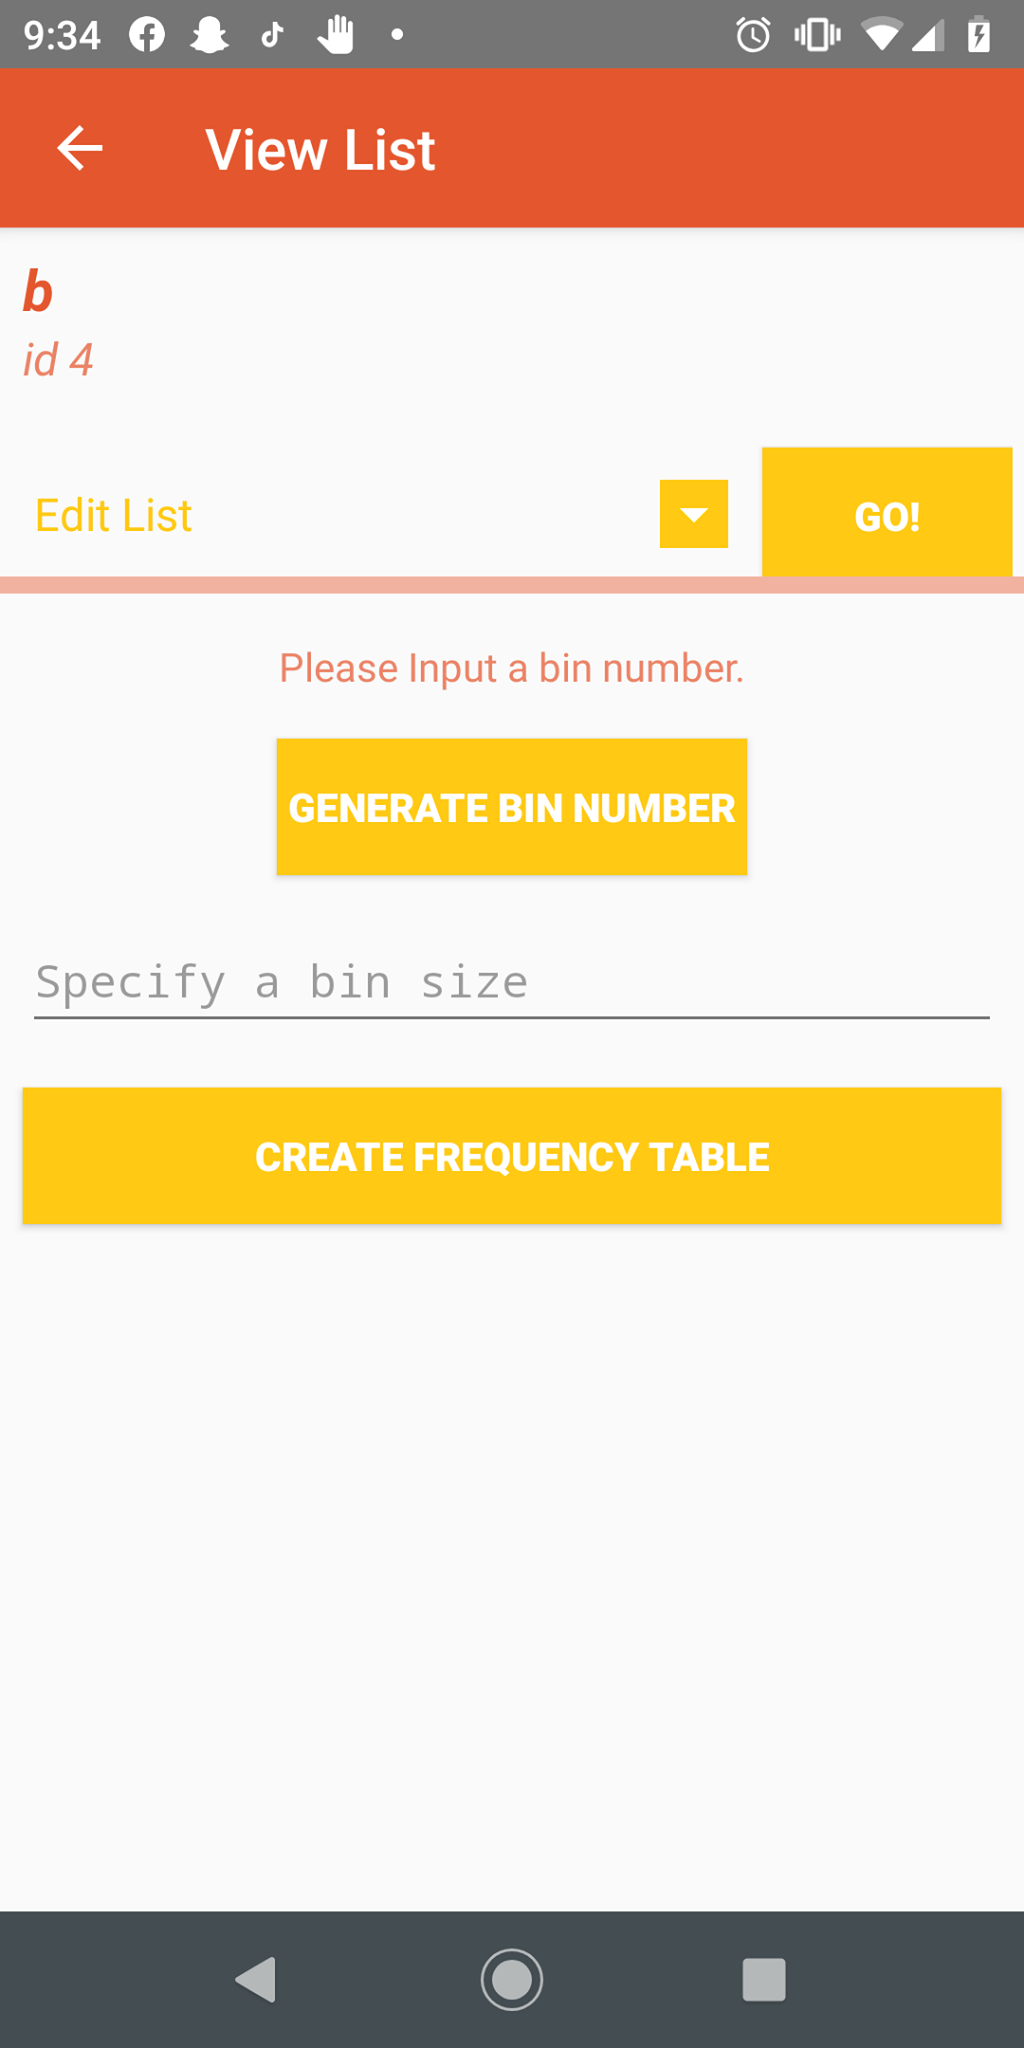 9:34
View List
b
id 4
Edit List
GO!
Please Input a bin number.
GENERATE BIN NUMBER
Specify a bin size
CREATE FREQUENCY TABLE